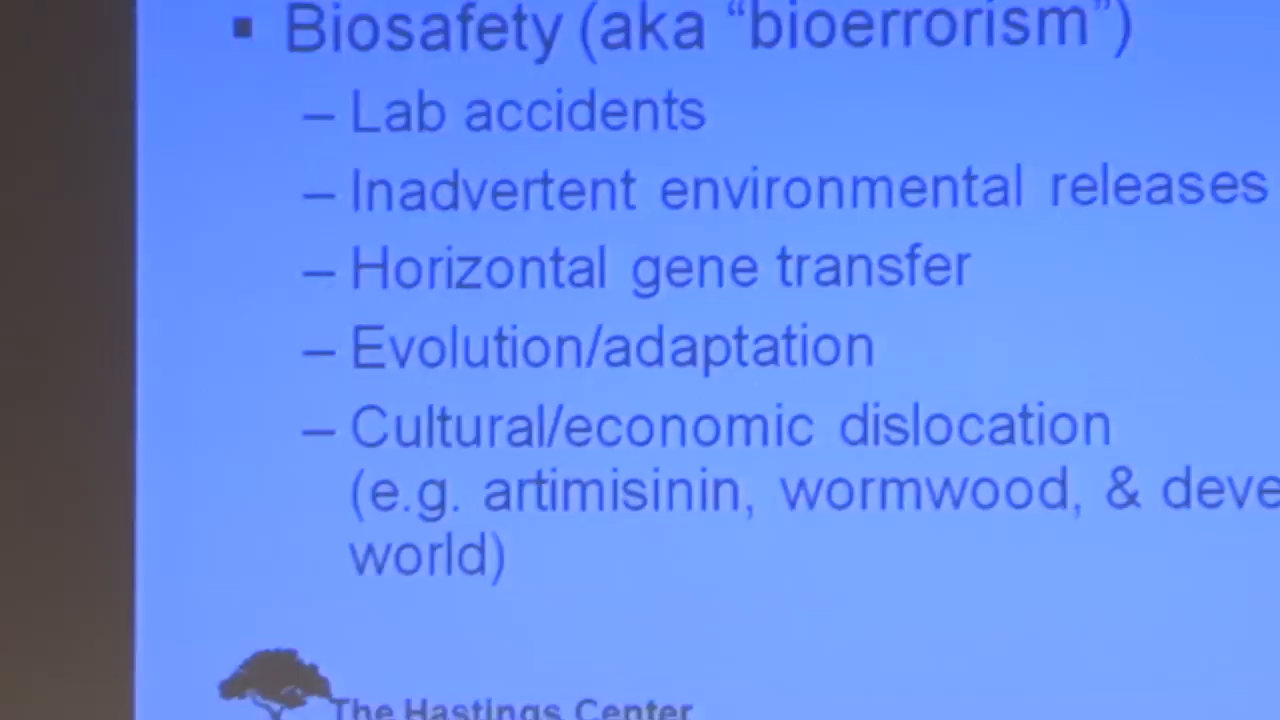 ▪ Biosafety (aka “bioerrorism”)
– Lab accidents
– Inadvertent environmental releases
– Horizontal gene transfer
– Evolution/adaptation
– Cultural/economic dislocation
(e.g. artimisinin, wormwood, & deve
world)
The Hastings Center